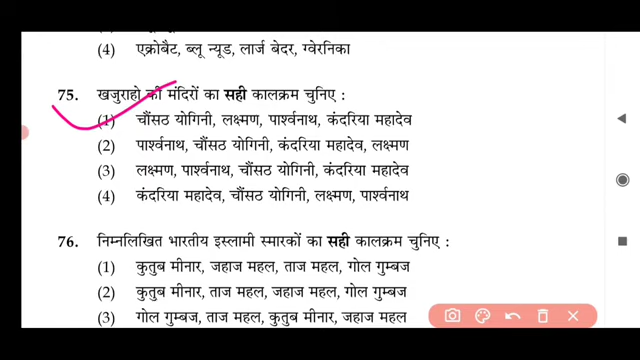 (4) एक्रोबैट, ब्लू न्यूड, लार्ज बेदर, ग्वेरनिका
75. खजुराहो की मंदिरों का सही कालक्रम चुनिए :
(1) चौंसठ योगिनी, लक्ष्मण, पार्श्वनाथ, कंदरिया महादेव
(2) पार्श्वनाथ, चौंसठ योगिनी, कंदरिया महादेव, लक्ष्मण
(3) लक्ष्मण, पार्श्वनाथ, चौंसठ योगिनी, कंदरिया महादेव
(4) कंदरिया महादेव, चौंसठ योगिनी, लक्ष्मण, पार्श्वनाथ
76. निम्नलिखित भारतीय इस्लामी स्मारकों का सही कालक्रम चुनिए :
(1) कुतुब मीनार, जहाज महल, ताज महल, गोल गुम्बज
(2) कुतुब मीनार, ताज महल, जहाज महल, गोल गुम्बज
(3) गोल गुम्बज, ताज महल, कुतुब मीनार, जहाज महल